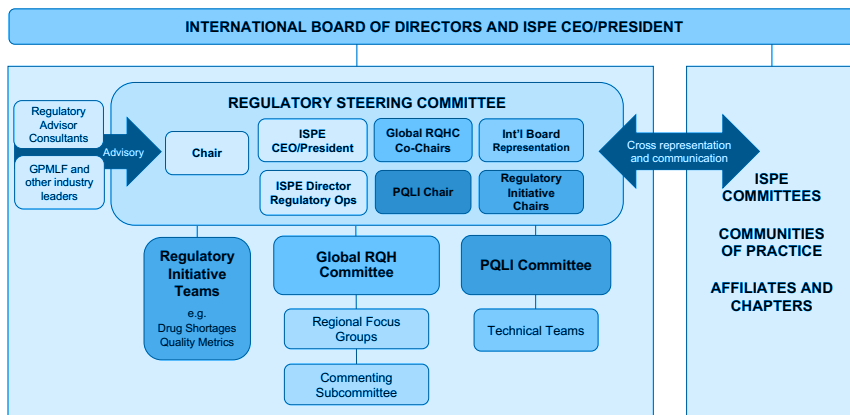 INTERNATIONAL BOARD OF DIRECTORS AND ISPE CEO/PRESIDENT
REGULATORY STEERING COMMITTEE
Regulatory
Advisor
Consultants
GPMLF and
other industry
leaders
Advisory
Chair
ISPE
CEO/President
Global RQHC
Co-Chairs
Int'l Board
Representation
ISPE Director
Regulatory Ops
PQLI Chair
Regulatory
Initiative
Chairs
Cross representation
and communication
ISPE
COMMITTEES
COMMUNITIES
OF PRACTICE
AFFILIATES AND
CHAPTERS
Regulatory
Initiative
Teams
e.g.
Drug Shortages
Quality Metrics
Global RQH
Committee
Regional Focus
Groups
Commenting
Subcommittee
PQLI Committee
Technical Teams